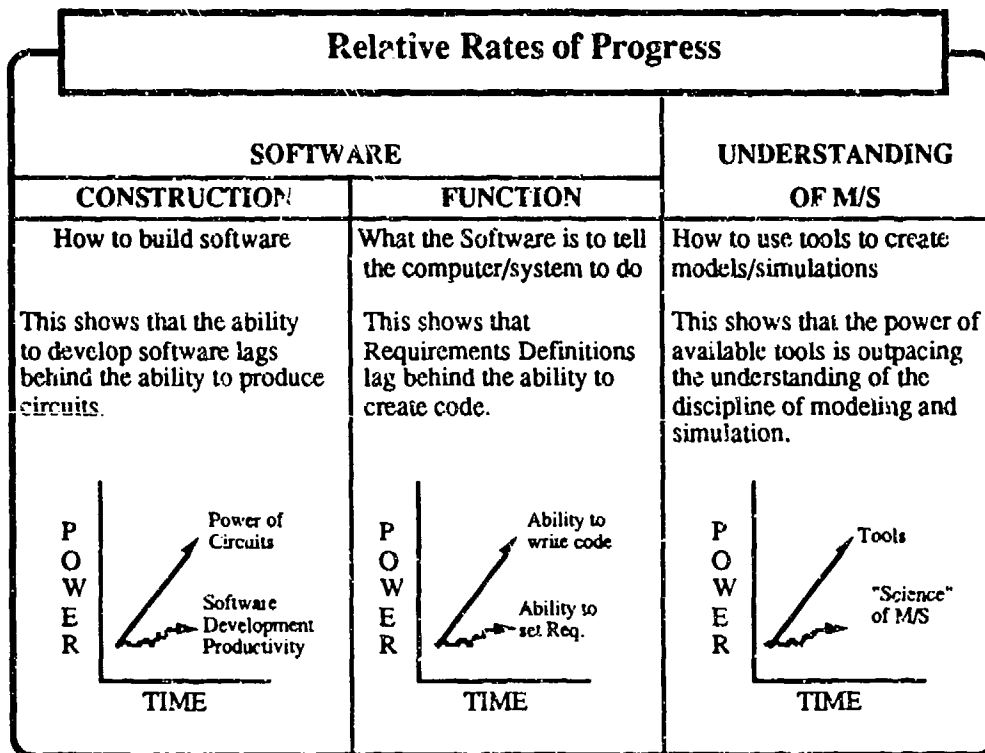 Relative Rates of Progress
SOFTWARE
UNDERSTANDING
OF M/S
CONSTRUCTION
FUNCTION
How to build software
This shows that the ability
to develop software lags
behind the ability to produce
circuits.
POWER
Power of
Circuits
Software
Development
Productivity
TIME
What the Software is to tell
the computer/system to do
This shows that
Requirements Definitions
lag behind the ability to
create code.
POWER
Ability to
write code
Ability to
set Req.
TIME
How to use tools to create
models/simulations
This shows that the power of
available tools is outpacing
the understanding of the
discipline of modeling and
simulation.
POWER
Tools
"Science"
of M/S
TIME